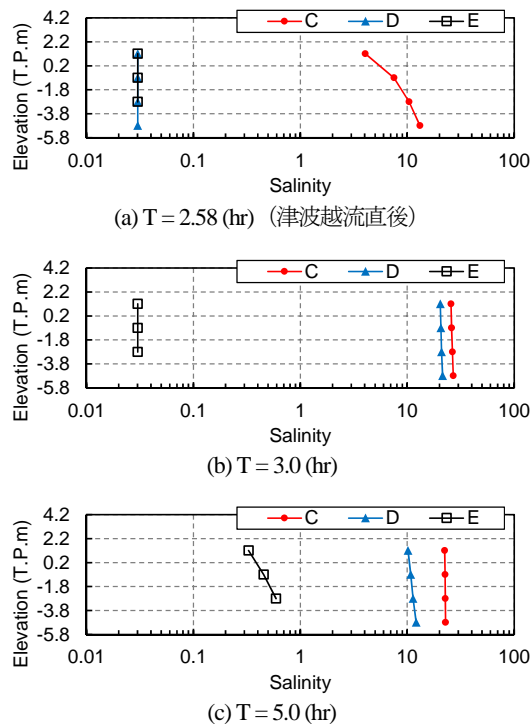 C D E
4.2
2.2
0.2
-1.8
-3.8
-5.8
Elevation (T.P.m)
0.01 0.1 1 10 100
Salinity
(a) T = 2.58 (hr) (津波越流直後)
C D E
4.2
2.2
0.2
-1.8
-3.8
-5.8
Elevation (T.P.m)
0.01 0.1 1 10 100
Salinity
(b) T = 3.0 (hr)
C D E
4.2
2.2
0.2
-1.8
-3.8
-5.8
Elevation (T.P.m)
0.01 0.1 1 10 100
Salinity
(c) T = 5.0 (hr)